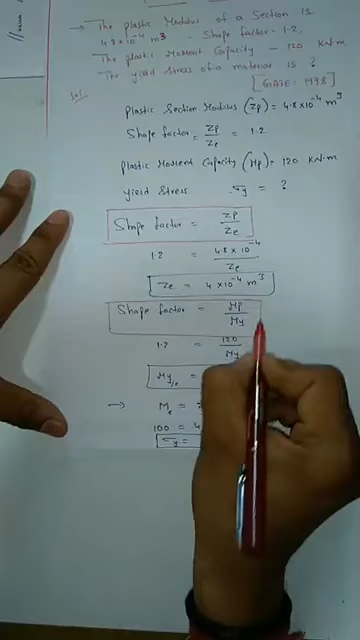 → The plastic Modulus of a Section is
4.8×10⁻⁴ m³ - Shape factor - 1.2,
The plastic Moment Capacity - 120 kN.m
The yield Stress of a material is ?
[GATE: 1998]
Sol.
Plastic Section Modulus (Zp) = 4.8×10⁻⁴ m³
Shape factor = Zp/Ze = 1.2
Plastic Moment Capacity (Mp) = 120 kN-m
Yield Stress σy = ?
Shape factor = Zp/Ze
1.2 = 4.8 × 10⁻⁴/Ze
Ze = 4 × 10⁻⁴ m³
Shape factor = Mp/My
1.2 = 120/My
My/e =
→ Me =
100 = 4
σy =